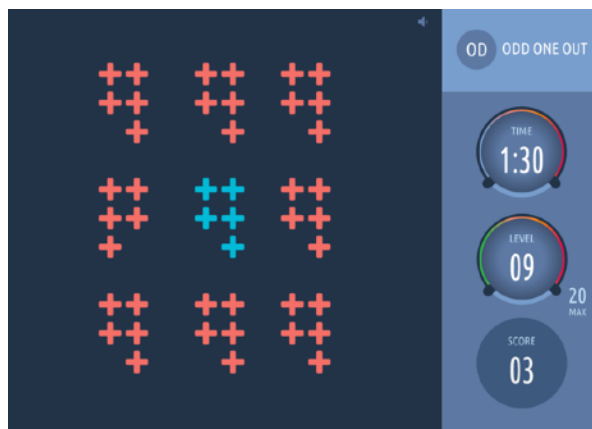 OD ODD ONE OUT
TIME
1:30
LEVEL
09
20
MAX
SCORE
03